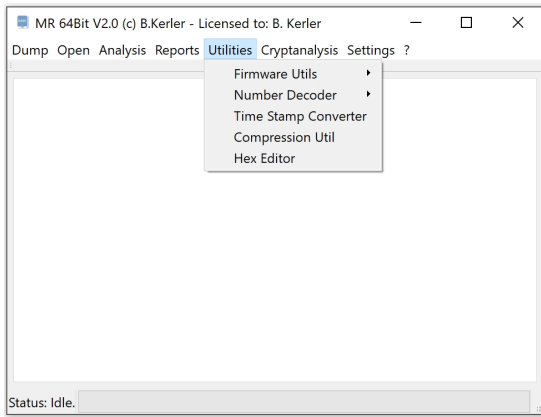 MR 64Bit V2.0 (c) B.Kerler - Licensed to: B. Kerler
Dump Open Analysis Reports Utilities Cryptanalysis Settings ?
Firmware Utils
Number Decoder
Time Stamp Converter
Compression Util
Hex Editor
Status: Idle.